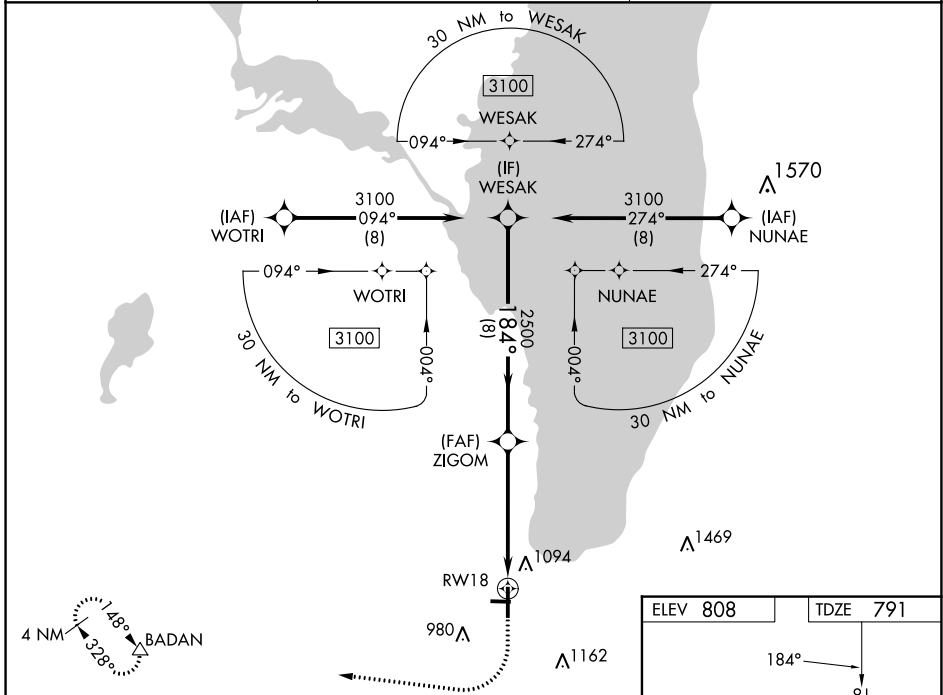 30 NM to WESAK
3100
WESAK
094°
274°
(IF)
WESAK
1570
3100
094°
(8)
3100
274°
(8)
(IAF)
WOTRI
(IAF)
NUNAE
094°
WOTRI
274°
NUNAE
3100
004°
30 NM to WOTRI
2500
184°
(8)
3100
004°
30 NM to NUNAE
(FAF)
ZIGOM
1469
1094
RW18
980
1162
4 NM
148°
328°
BADAN
ELEV 808
TDZE 791
184°